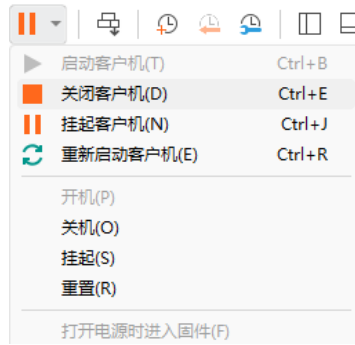 启动客户机(T) Ctrl+B
关闭客户机(D) Ctrl+E
挂起客户机(N) Ctrl+J
重新启动客户机(E) Ctrl+R
开机(P)
关机(O)
挂起(S)
重置(R)
打开电源时进入固件(F)